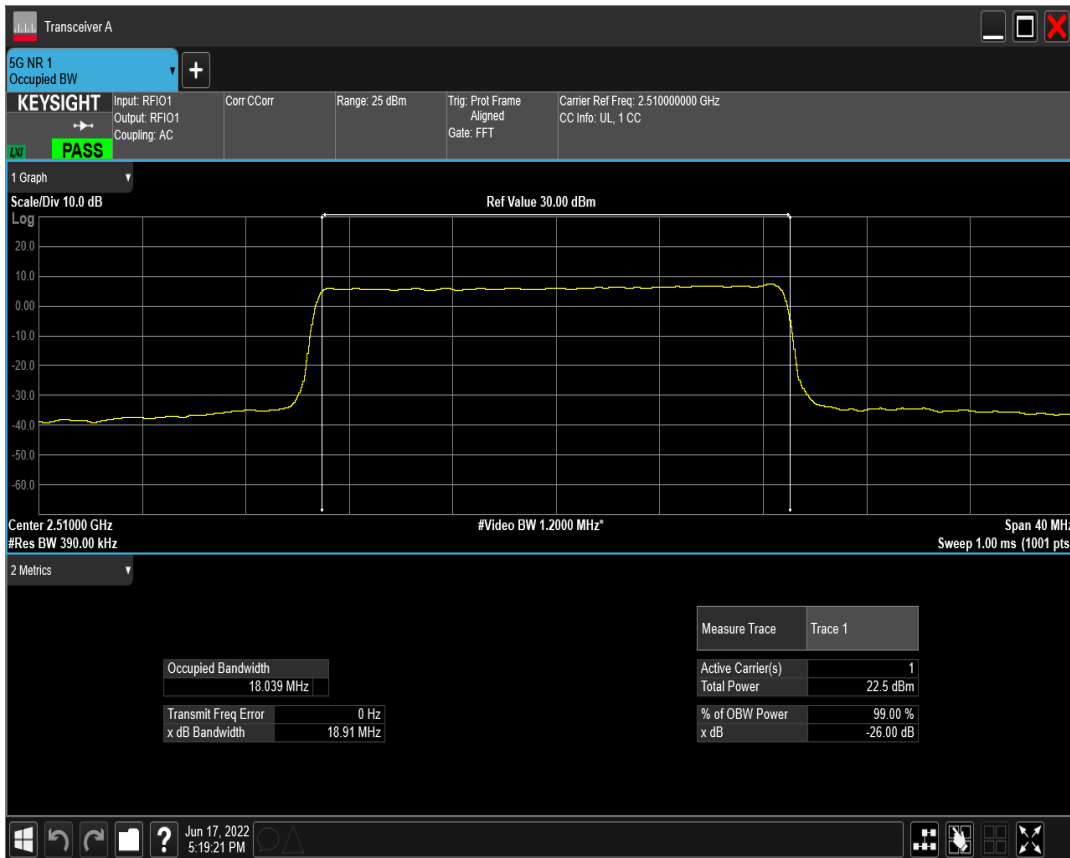 Transceiver A
5G NR 1
Occupied BW
KEYSIGHT
LXI
PASS
Input: RFIO1
Output: RFIO1
Coupling: AC
Corr CCorr
Range: 25 dBm
Trig: Prot Frame
Aligned
Gate: FFT
Carrier Ref Freq: 2.510000000 GHz
CC Info: UL, 1 CC
1 Graph
Scale/Div 10.0 dB
Ref Value 30.00 dBm
Log
20.0
10.0
0.00
-10.0
-20.0
-30.0
-40.0
-50.0
-60.0
Center 2.51000 GHz
#Video BW 1.2000 MHz*
Span 40 MHz
#Res BW 390.00 kHz
Sweep 1.00 ms (1001 pts
2 Metrics
Measure Trace Trace 1
Occupied Bandwidth
18.039 MHz
Transmit Freq Error 0 Hz
x dB Bandwidth 18.91 MHz
Active Carrier(s) 1
Total Power 22.5 dBm
% of OBW Power 99.00 %
x dB -26.00 dB
?
Jun 17, 2022
5:19:21 PM